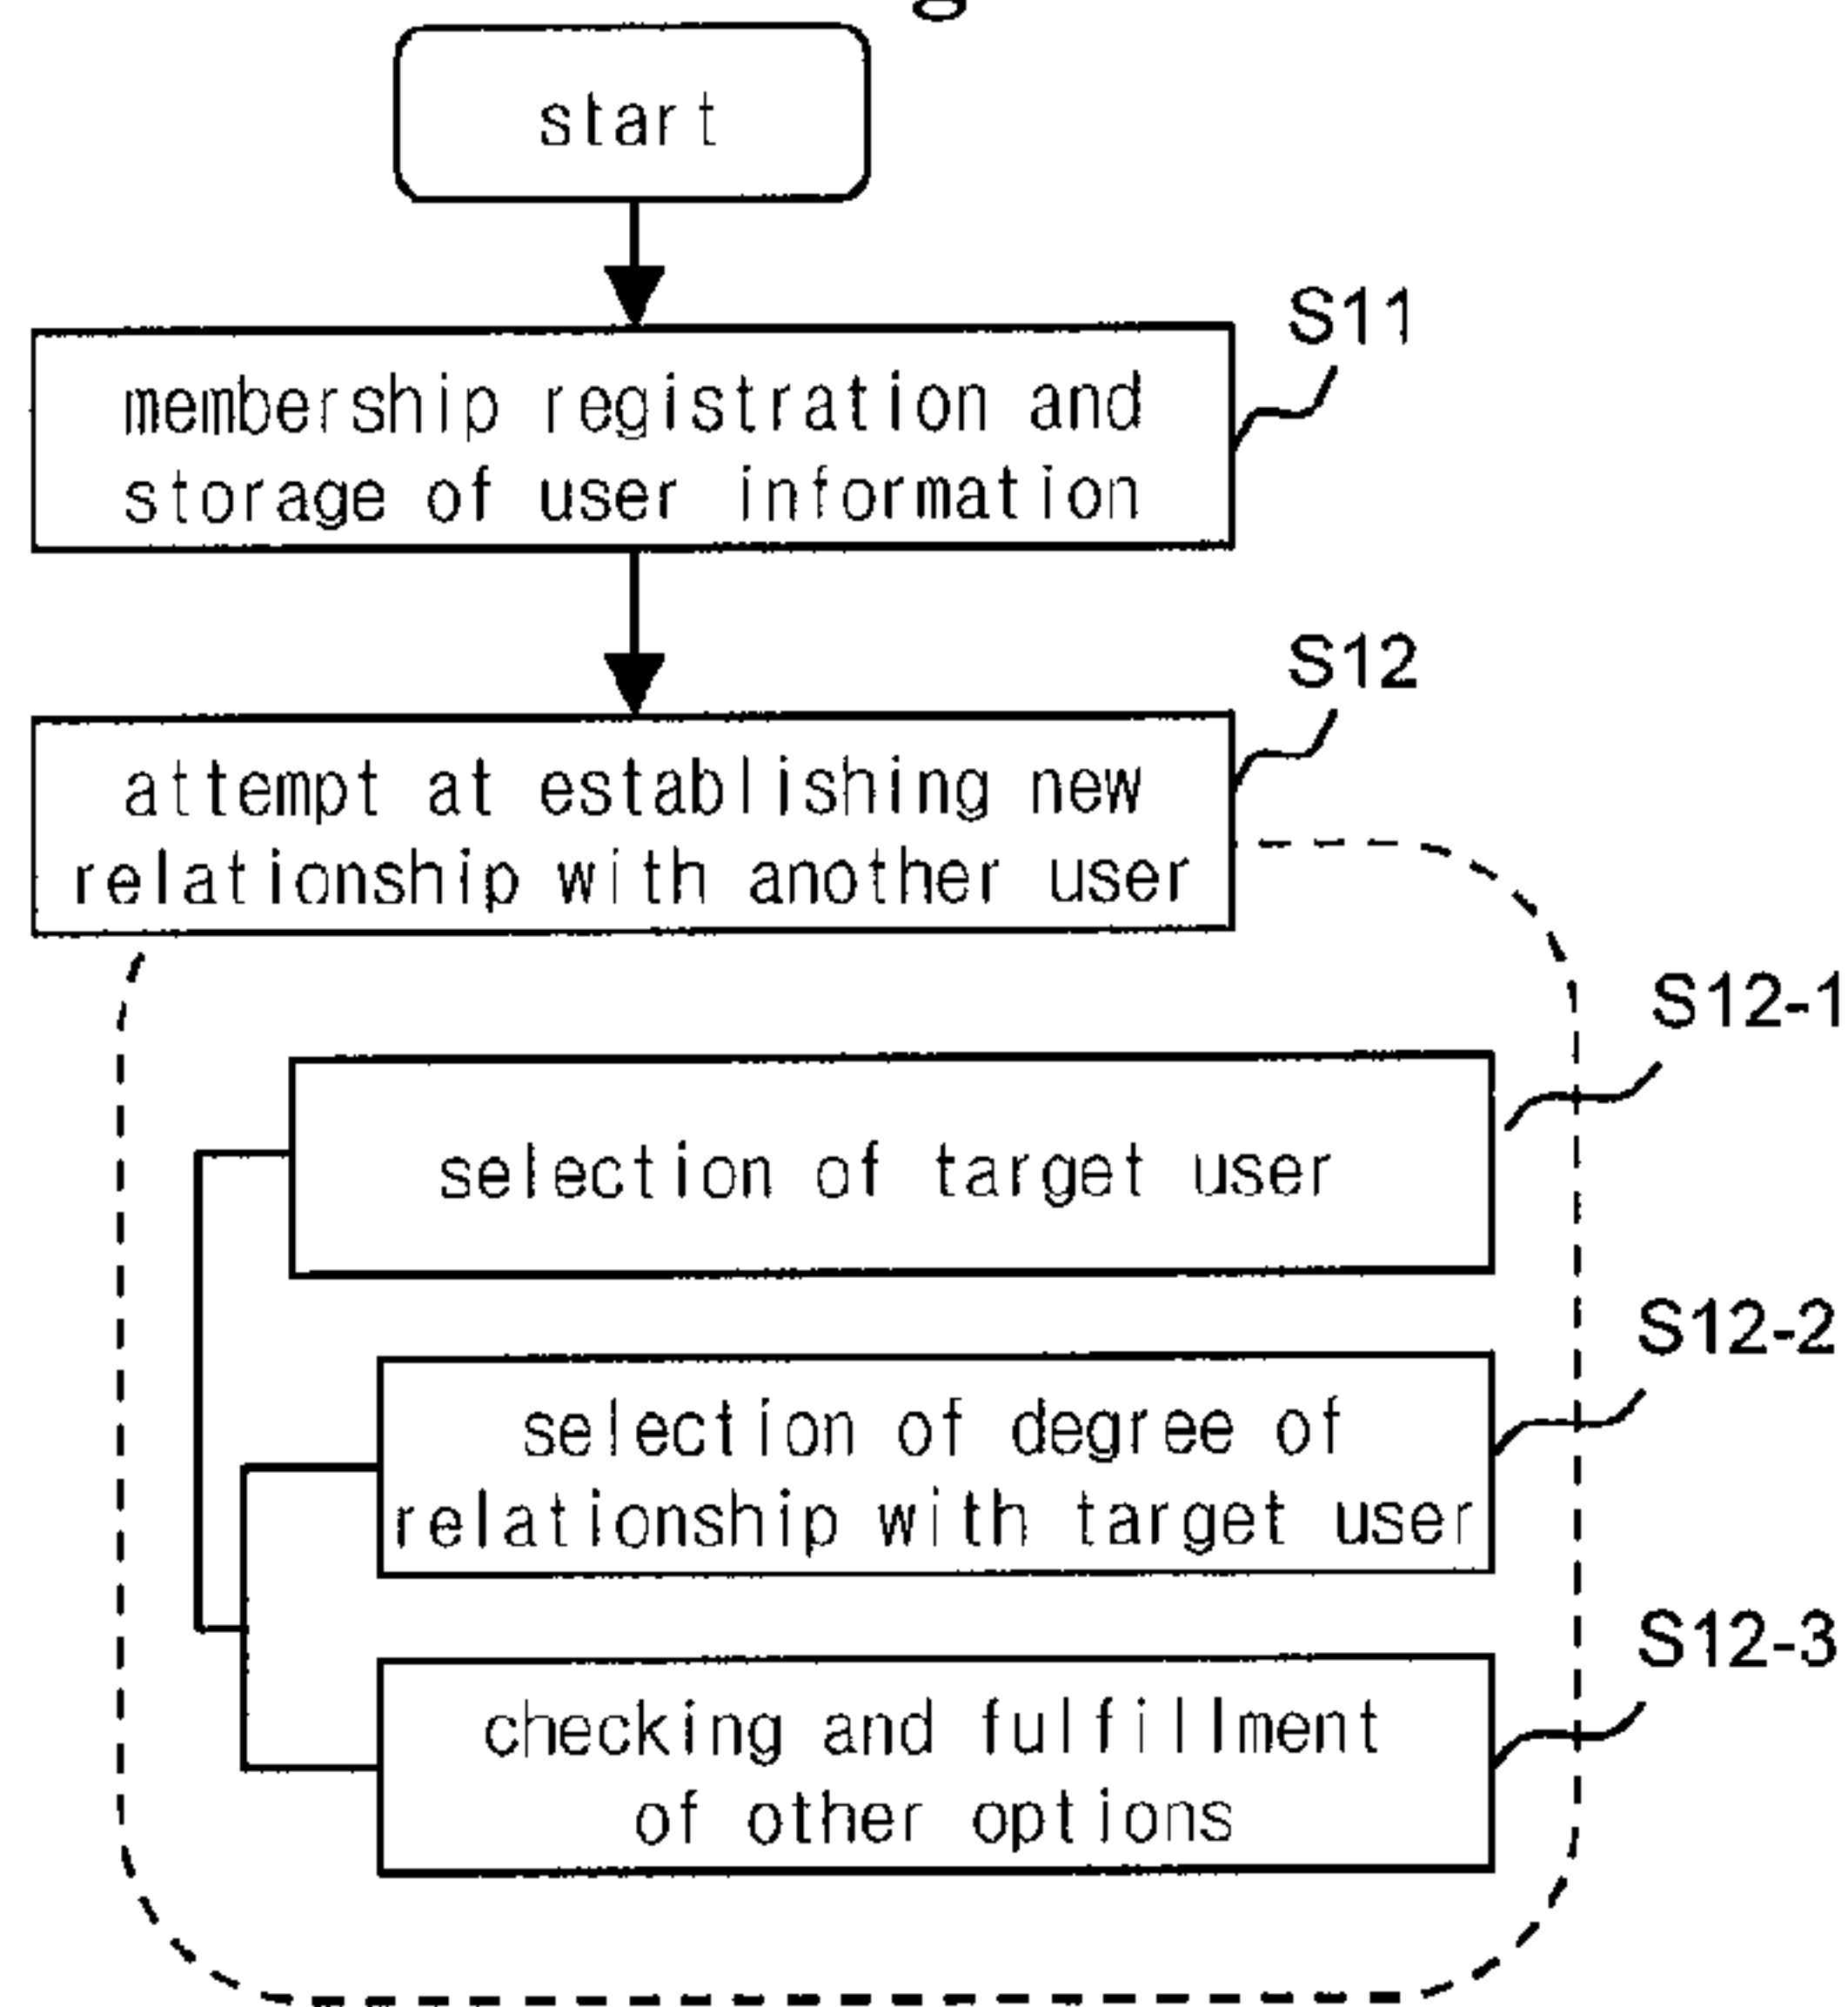 start
S11
membership registration and
storage of user information
S12
attempt at establishing new
relationship with another user
S12-1
selection of target user
S12-2
selection of degree of
relationship with target user
S12-3
checking and fulfillment
of other options